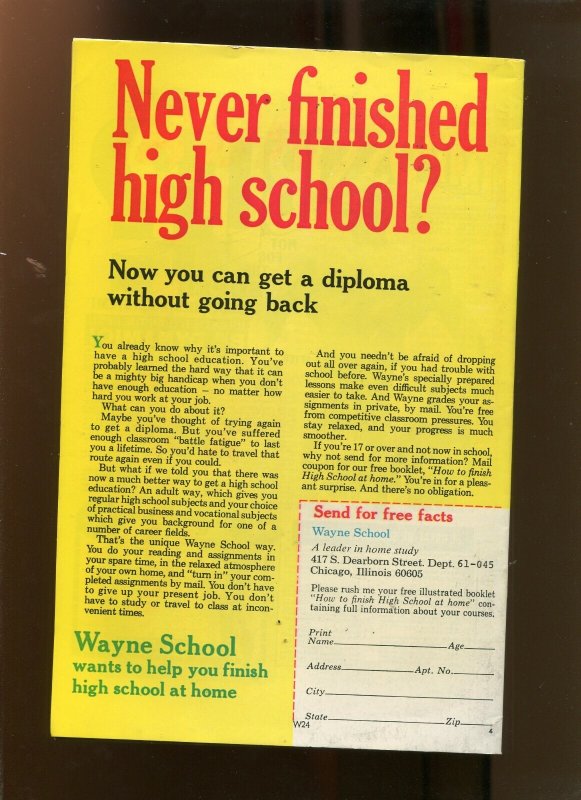 Never finished
high school?
Now you can get a diploma
without going back
You already know why it's important to
have a high school education. You've
probably learned the hard way that it can
be a mighty big handicap when you don't
have enough education – no matter how
hard you work at your job.
What can you do about it?
Maybe you've thought of trying again
to get a diploma. But you've suffered
enough classroom "battle fatigue" to last
you a lifetime. So you'd hate to travel that
route again even if you could.
But what if we told you that there was
now a much better way to get a high school
education? An adult way, which gives you
regular high school subjects and your choice
of practical business and vocational subjects
which give you background for one of a
number of career fields.
That's the unique Wayne School way.
You do your reading and assignments in
your spare time, in the relaxed atmosphere
of your own home, and "turn in" your com-
pleted assignments by mail. You don't have
to give up your present job. You don't
have to study or travel to class at incon-
venient times.
Wayne School
wants to help you finish
high school at home
And you needn't be afraid of dropping
out all over again, if you had trouble with
school before. Wayne's specially prepared
lessons make even difficult subjects much
easier to take. And Wayne grades your as-
signments in private, by mail. You're free
from competitive classroom pressures. You
stay relaxed, and your progress is much
smoother.
If you're 17 or over and not now in school,
why not send for more information? Mail
coupon for our free booklet, "How to finish
High School at home." You're in for a pleas-
ant surprise. And there's no obligation.
Send for free facts
Wayne School
A leader in home study
417 S. Dearborn Street. Dept. 61-045
Chicago, Illinois 60605
Please rush me your free illustrated booklet
"How to finish High School at home" con-
taining full information about your courses.
Print
Name Age
Address Apt. No.
City
State Zip
W24 4